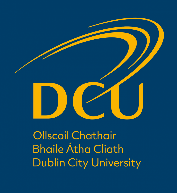 DCU
Ollscoil Chathair
Bhaile Átha Cliath
Dublin City University